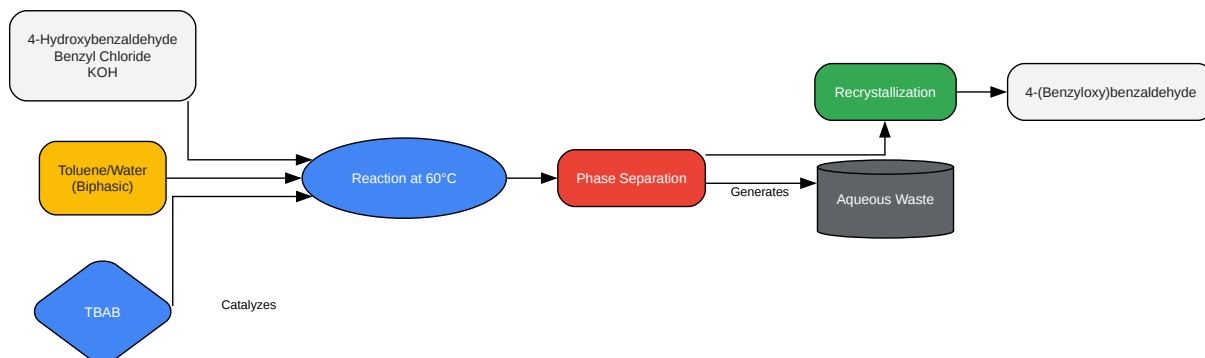 4-Hydroxybenzaldehyde
Benzyl Chloride
KOH
Toluene/Water
(Biphasic)
TBAB
Catalyzes
Reaction at 60°C
Phase Separation
Generates
Recrystallization
Aqueous Waste
4-(Benzyloxy)benzaldehyde